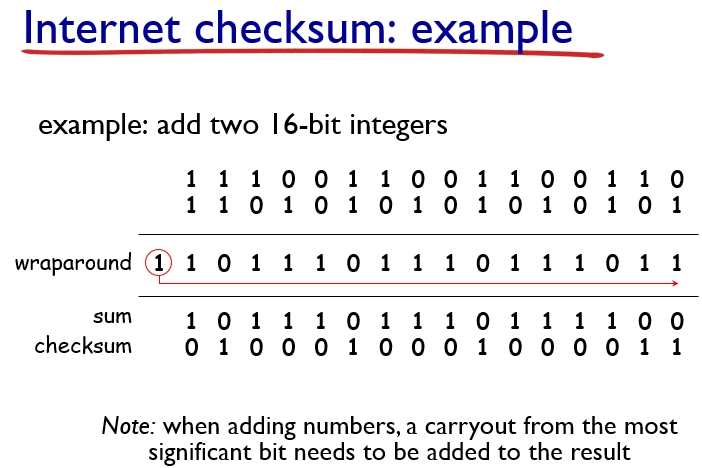 Internet checksum: example
example: add two 16-bit integers
1 1 1 0 0 1 1 0 0 1 1 0 0 1 1 0
1 1 0 1 0 1 0 1 0 1 0 1 0 1 0 1
wraparound 1 1 0 1 1 1 0 1 1 1 0 1 1 1 0 1 1
sum 1 0 1 1 1 0 1 1 1 0 1 1 1 1 0 0
checksum 0 1 0 0 0 1 0 0 0 1 0 0 0 0 1 1
Note: when adding numbers, a carryout from the most
significant bit needs to be added to the result